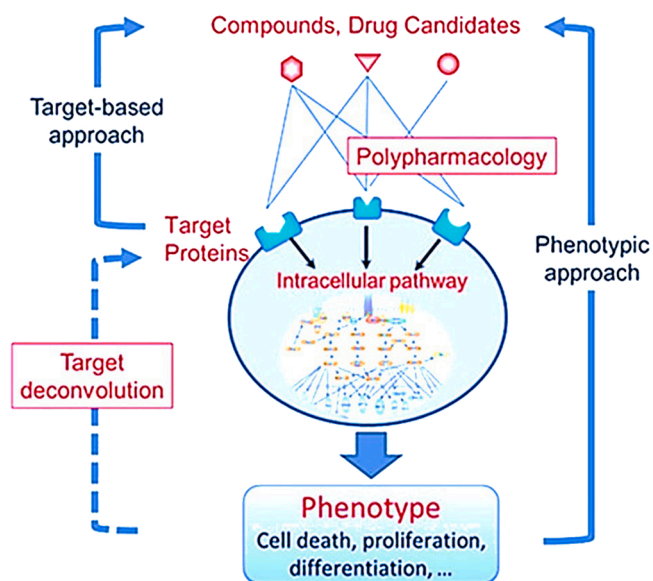 Compounds, Drug Candidates
Target-based
approach
Polypharmacology
Target
Proteins
Phenotypic
approach
Intracellular pathway
Target
deconvolution
Phenotype
Cell death, proliferation,
differentiation, ...